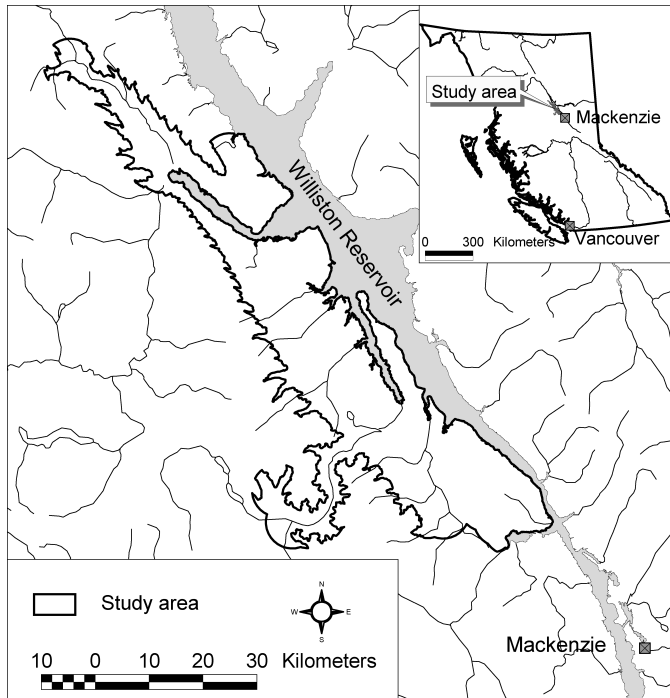 Study area
Mackenzie
0 300 Kilometers
Vancouver
Williston Reservoir
Study area
N
W E
S
10 0 10 20 30 Kilometers
Mackenzie